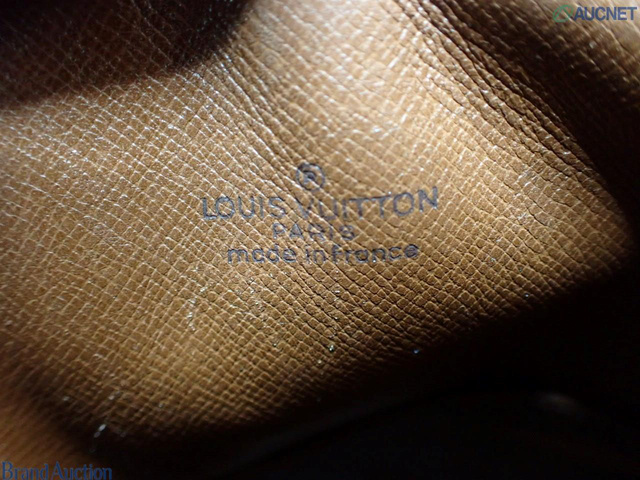 AUCNET
®
LOUIS VUITTON
PARIS
made in France
Brand Auction